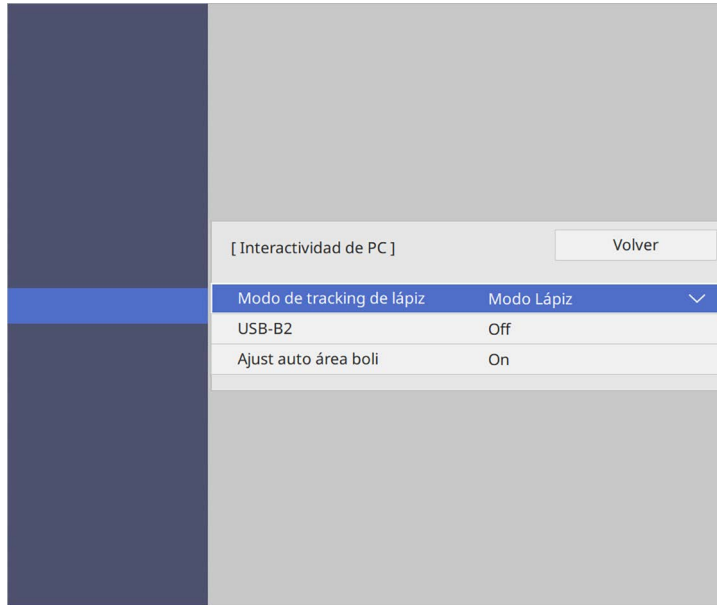 [ Interactividad de PC ]
Volver
Modo de tracking de lápiz Modo Lápiz
USB-B2 Off
Ajust auto área boli On